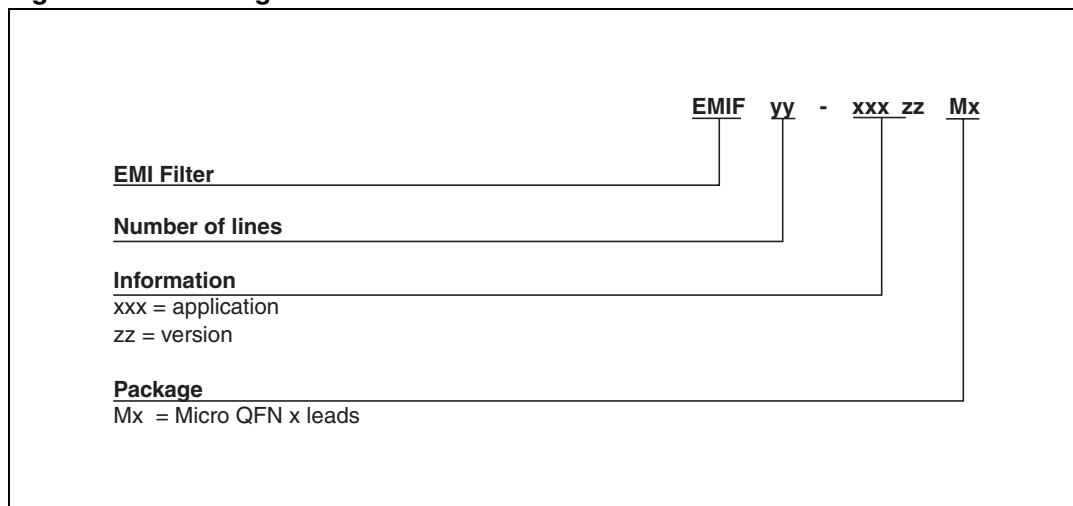 EMIF yy - xxx zz Mx
EMI Filter
Number of lines
Information
xxx = application
zz = version
Package
Mx = Micro QFN x leads